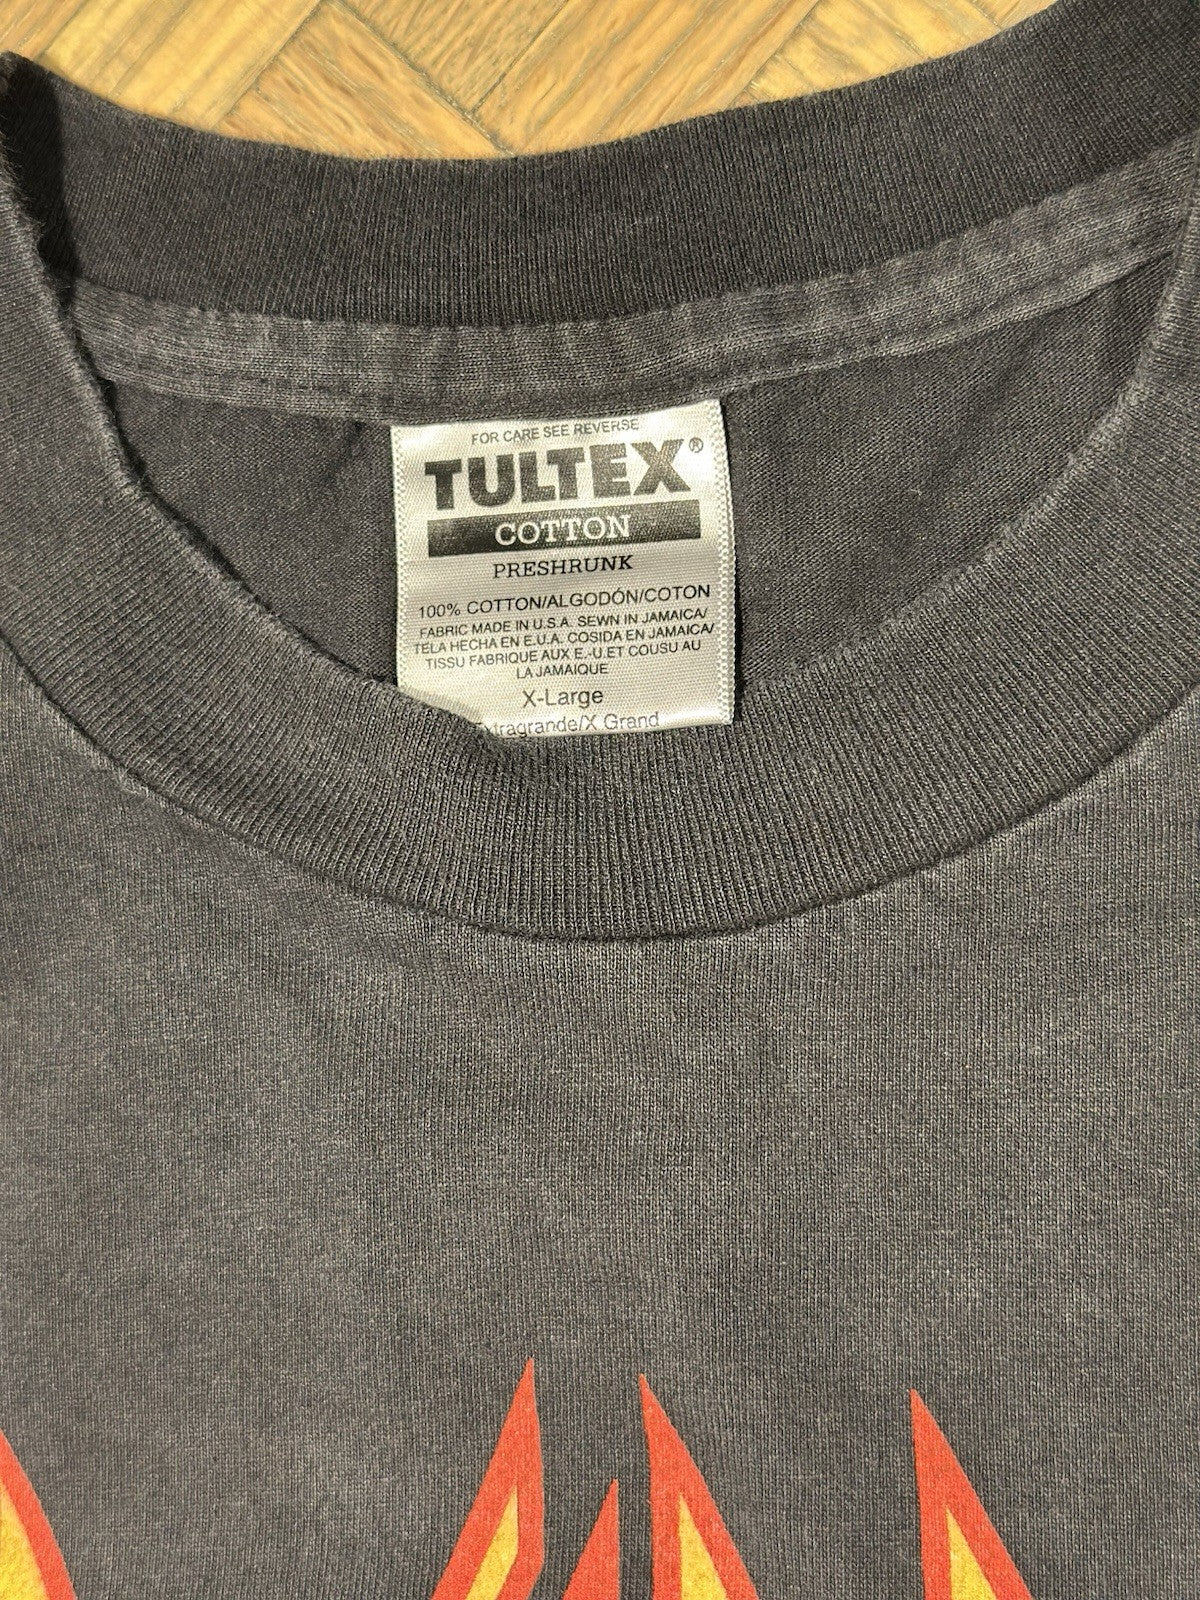 FOR CARE SEE REVERSE
TULTEX®
COTTON
PRESHRUNK
100% COTTON/ALGODÓN/COTON
FABRIC MADE IN U.S.A. SEWN IN JAMAICA/
TELA HECHA EN E.U.A. COSIDA EN JAMAICA/
TISSU FABRIQUE AUX E.-U.ET COUSU AU
LA JAMAIQUE
X-Large
xtragrande/X Grand